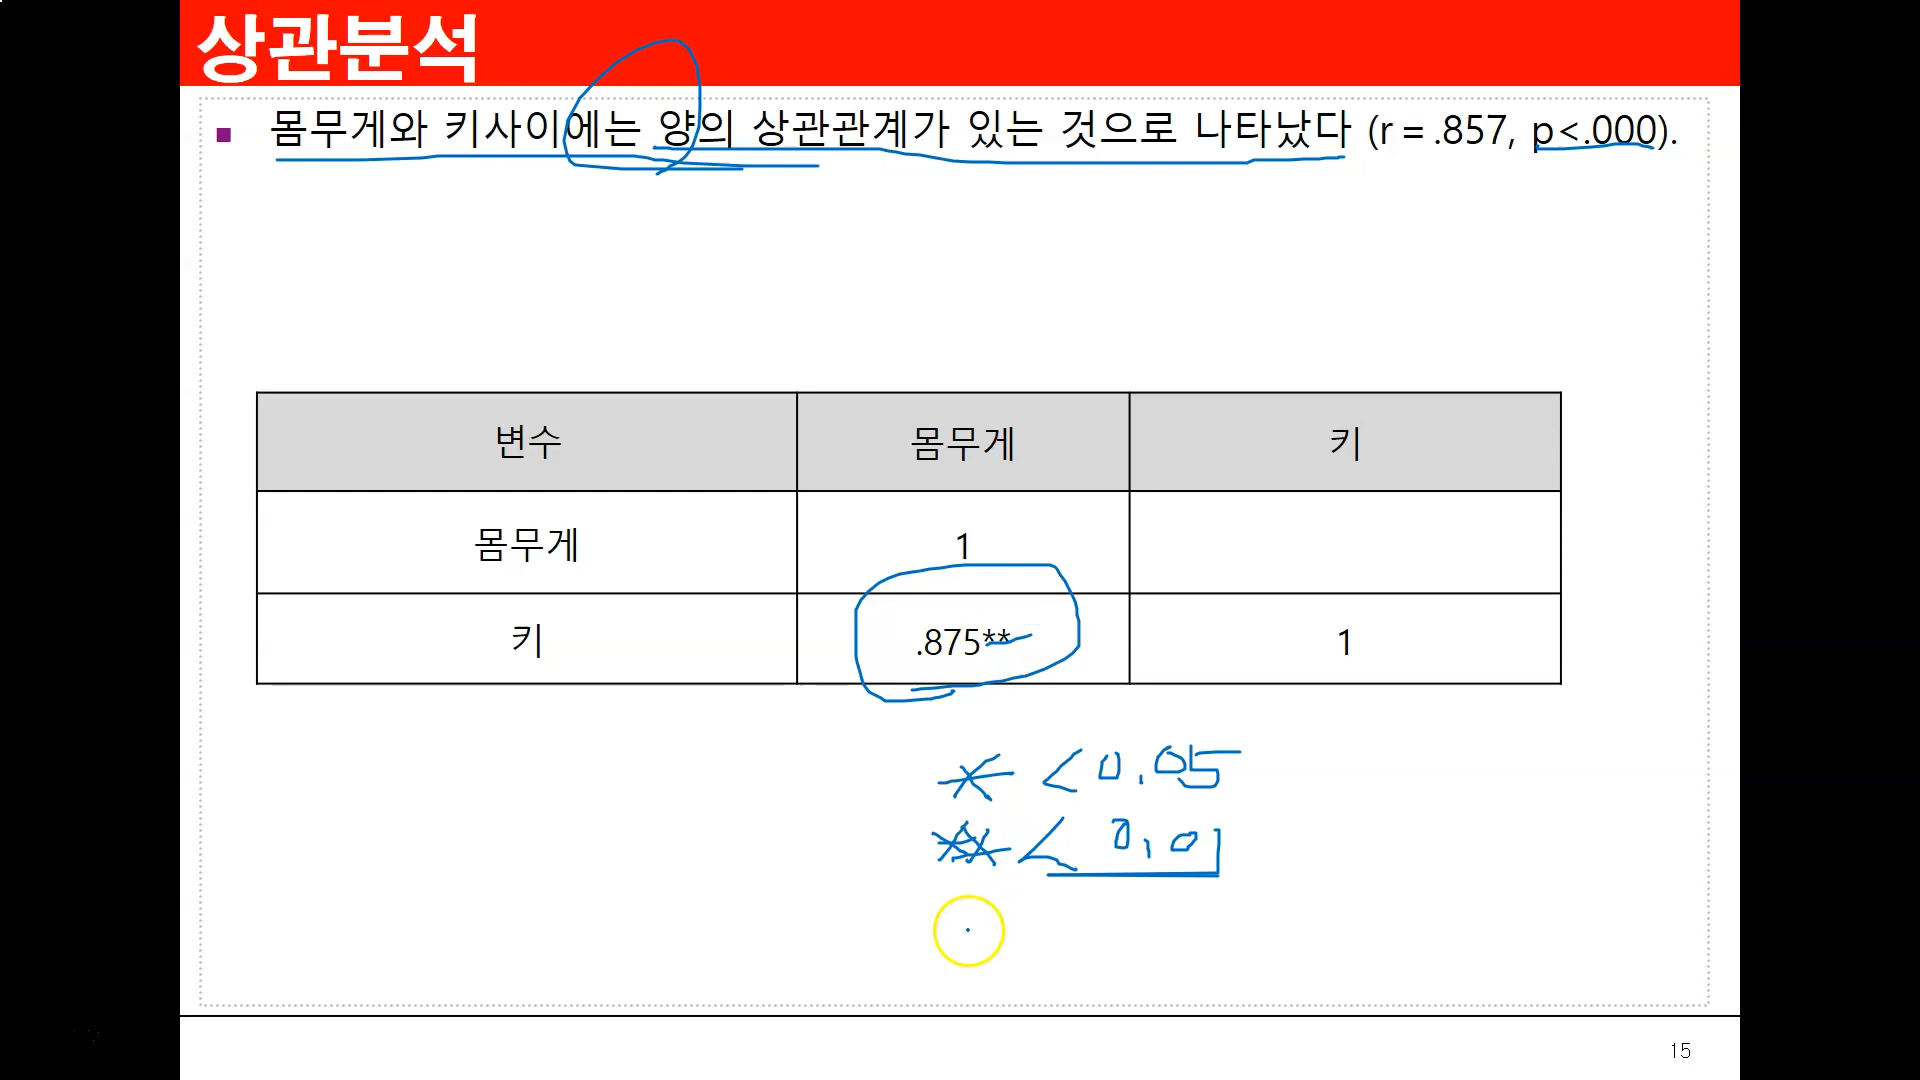 상관분석
몸무게와 키사이에는 양의 상관관계가 있는 것으로 나타났다 (r = .857, p<.000).
변수 몸무게 키
몸무게 1
키 .875** 1
* < 0.05
** < 0.01
15